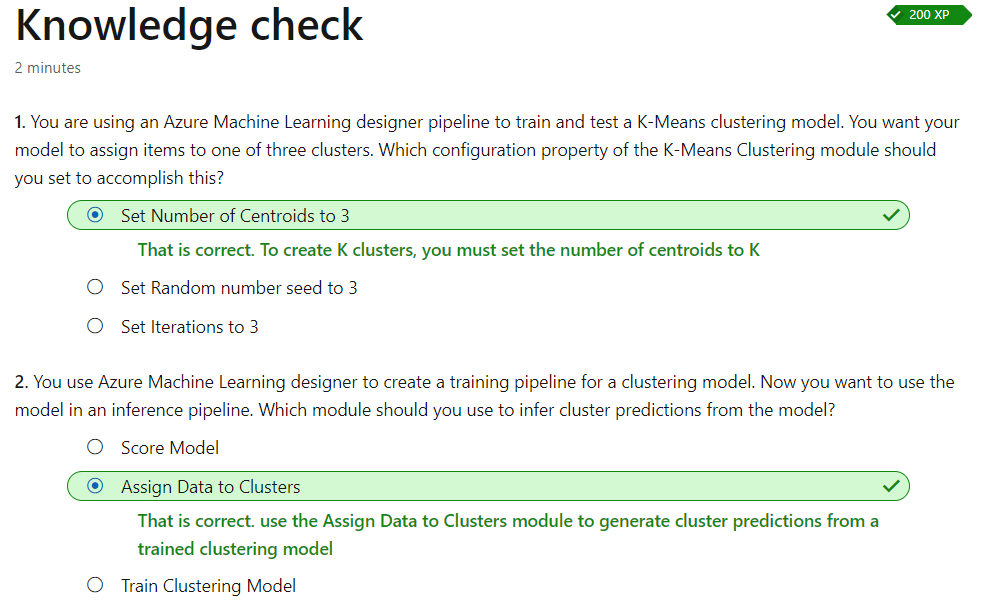 Knowledge check
200 XP
2 minutes
1. You are using an Azure Machine Learning designer pipeline to train and test a K-Means clustering model. You want your
model to assign items to one of three clusters. Which configuration property of the K-Means Clustering module should
you set to accomplish this?
Set Number of Centroids to 3
That is correct. To create K clusters, you must set the number of centroids to K
Set Random number seed to 3
Set Iterations to 3
2. You use Azure Machine Learning designer to create a training pipeline for a clustering model. Now you want to use the
model in an inference pipeline. Which module should you use to infer cluster predictions from the model?
Score Model
Assign Data to Clusters
That is correct. use the Assign Data to Clusters module to generate cluster predictions from a
trained clustering model
Train Clustering Model